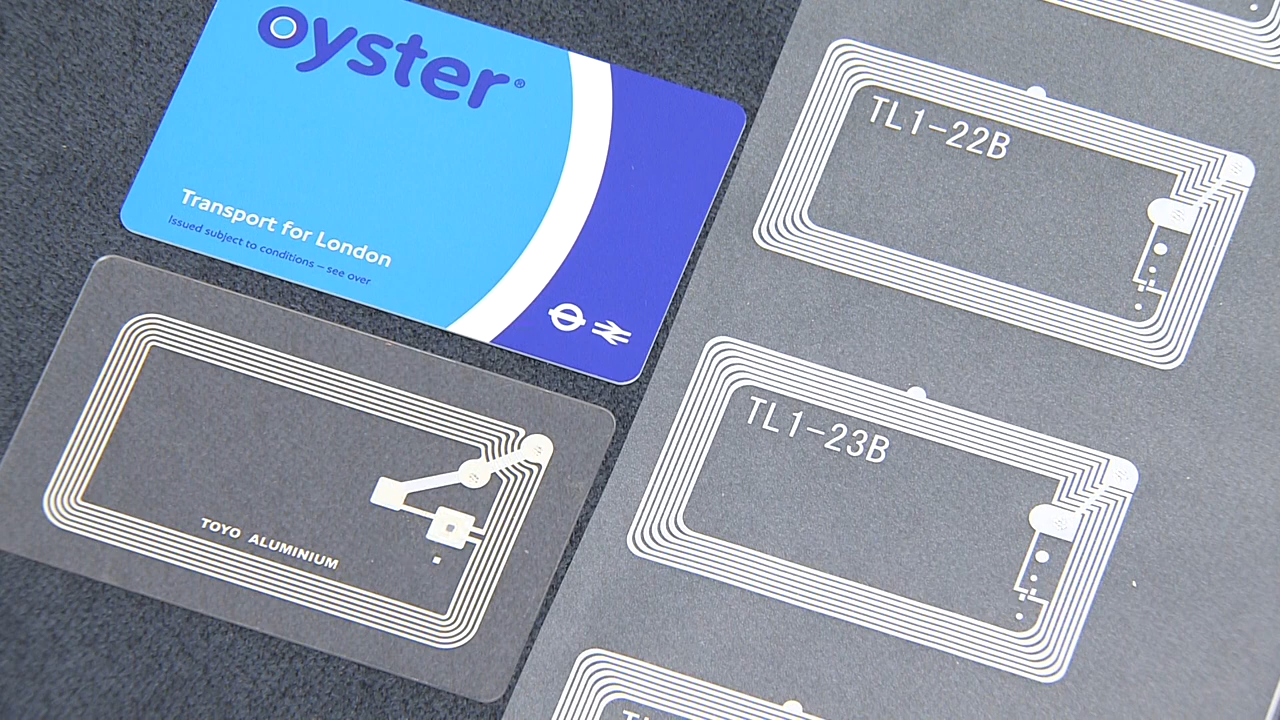 oyster®
Transport for London
Issued subject to conditions – see over
TOYO ALUMINIUM
TL1-22B
TL1-23B